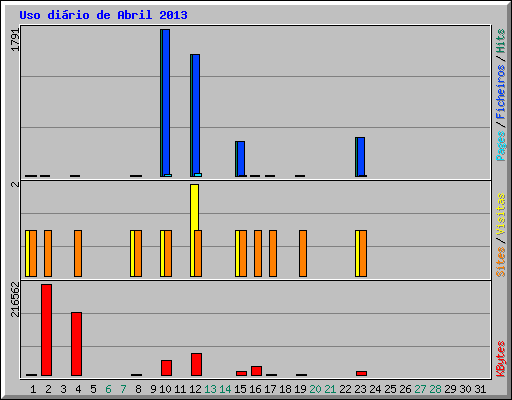 Uso diário de Abril 2013
1791
2
216562
Pages / Ficheiros / Hits
Sites / Visitas
KBytes
1 2 3 4 5 6 7 8 9 10 11 12 13 14 15 16 17 18 19 20 21 22 23 24 25 26 27 28 29 30 31